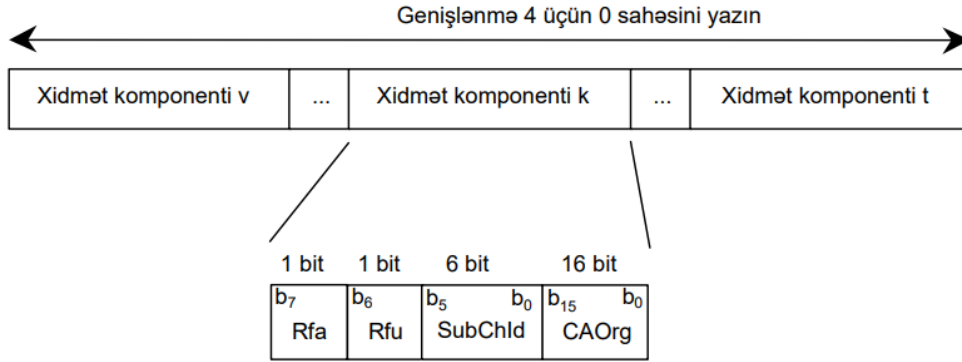 Genişlənmə 4 üçün 0 sahəsini yazın
Xidmət komponenti v ... Xidmət komponenti k ... Xidmət komponenti t
1 bit 1 bit 6 bit 16 bit
b7 b6 b5 b0 b15 b0
Rfa Rfu SubChId CAOrg